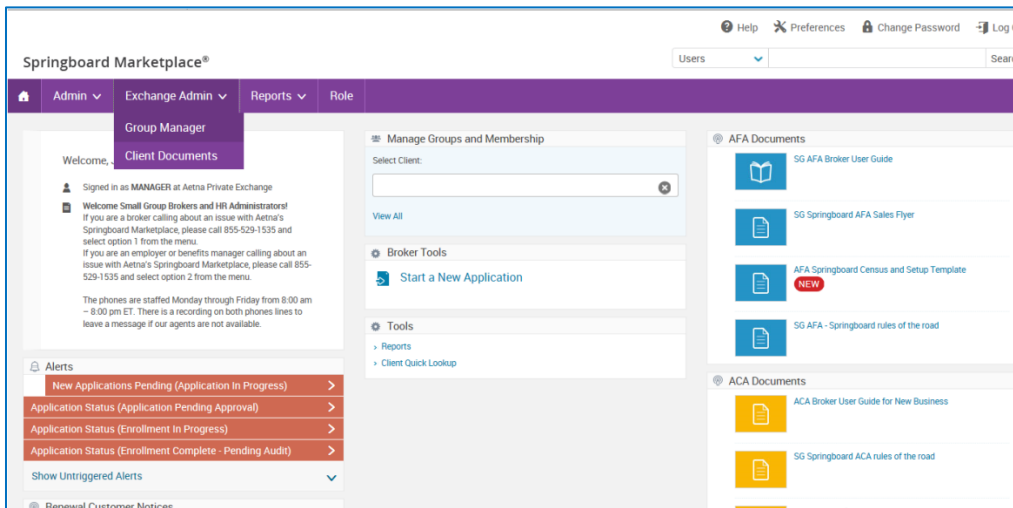 Help Preferences Change Password Log
Springboard Marketplace®
Users
Admin Exchange Admin Reports Role
Group Manager
Client Documents
Welcome,
Signed in as MANAGER at Aetna Private Exchange
Welcome Small Group Brokers and HR Administrators!
If you are a broker calling about an issue with Aetna's
Springboard Marketplace, please call 855-529-1535 and
select option 1 from the menu.
If you are an employer or benefits manager calling about an
issue with Aetna's Springboard Marketplace, please call 855-
529-1535 and select option 2 from the menu.
The phones are staffed Monday through Friday from 8:00 am
– 8:00 pm ET. There is a recording on both phones lines to
leave a message if our agents are not available.
Alerts
New Applications Pending (Application In Progress)
Application Status (Application Pending Approval)
Application Status (Enrollment In Progress)
Application Status (Enrollment Complete - Pending Audit)
Show Untriggered Alerts
Renewal Customer Notices
Manage Groups and Membership
Select Client:
View All
Broker Tools
Start a New Application
Tools
› Reports
› Client Quick Lookup
AFA Documents
SG AFA Broker User Guide
SG Springboard AFA Sales Flyer
AFA Springboard Census and Setup Template
NEW
SG AFA - Springboard rules of the road
ACA Documents
ACA Broker User Guide for New Business
SG Springboard ACA rules of the road